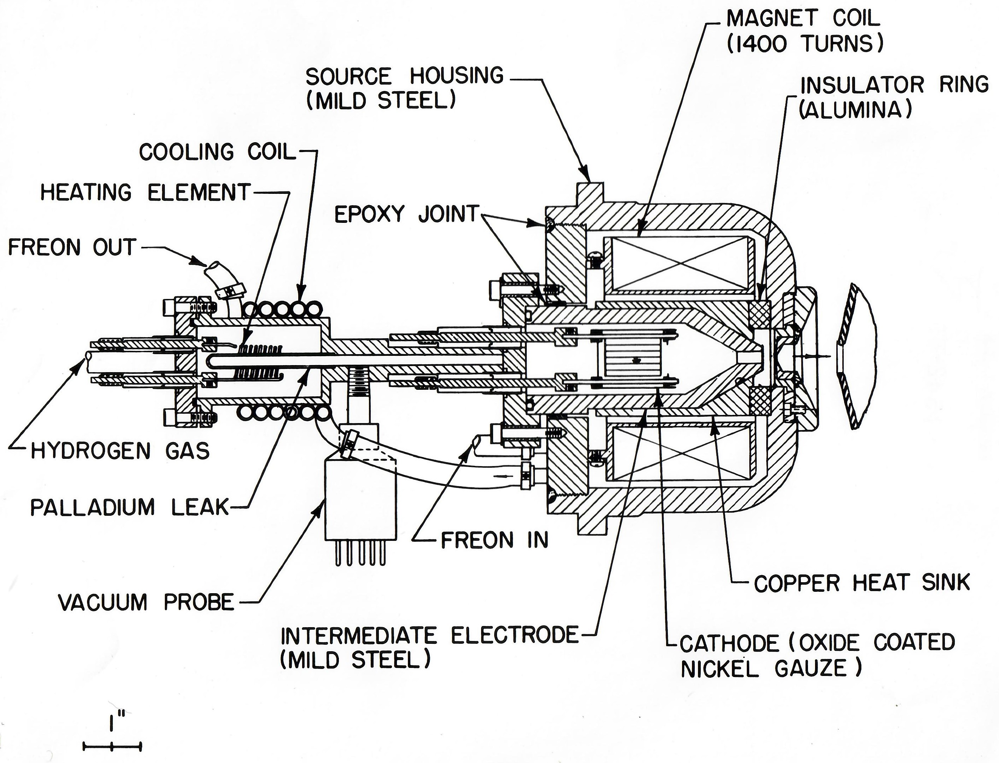 MAGNET COIL
(1400 TURNS)
SOURCE HOUSING
(MILD STEEL)
INSULATOR RING
(ALUMINA)
COOLING COIL
HEATING ELEMENT
EPOXY JOINT
FREON OUT
HYDROGEN GAS
PALLADIUM LEAK
FREON IN
VACUUM PROBE
COPPER HEAT SINK
INTERMEDIATE ELECTRODE
(MILD STEEL)
CATHODE (OXIDE COATED
NICKEL GAUZE)
1"